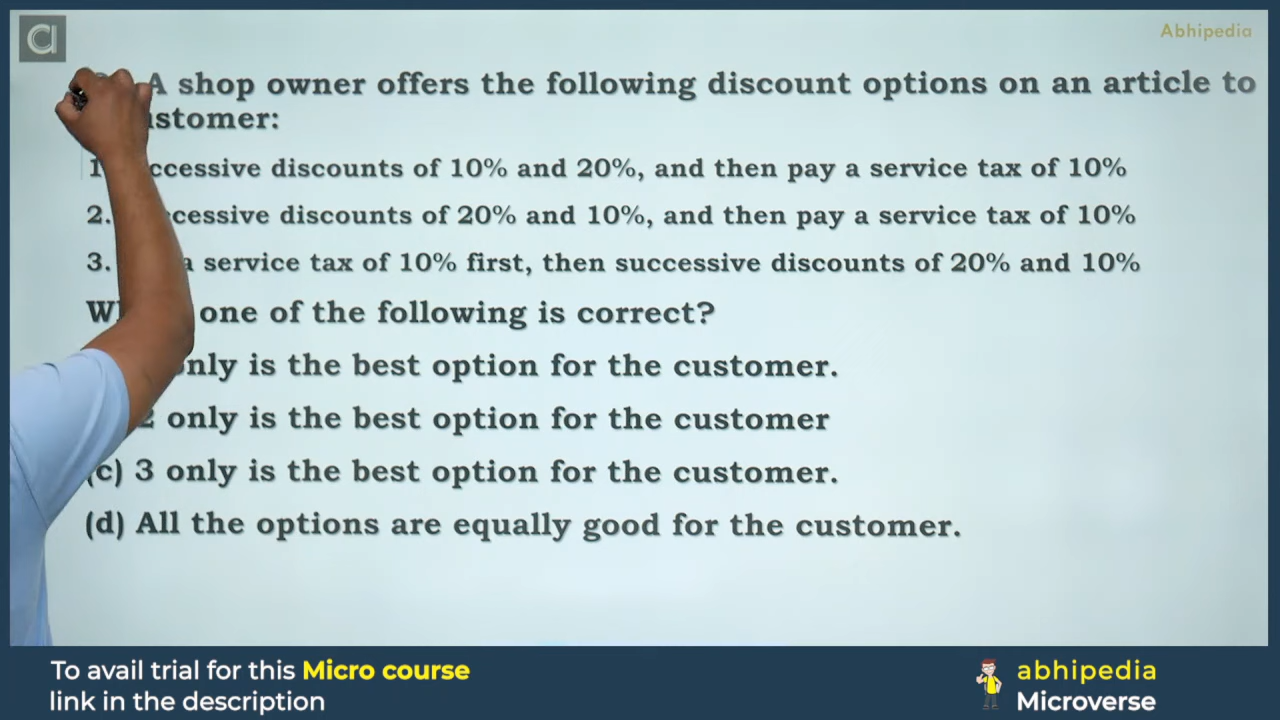 Abhipedia
A shop owner offers the following discount options on an article to
stomer:
1 ccessive discounts of 10% and 20%, and then pay a service tax of 10%
2. cessive discounts of 20% and 10%, and then pay a service tax of 10%
3. a service tax of 10% first, then successive discounts of 20% and 10%
W one of the following is correct?
only is the best option for the customer.
2 only is the best option for the customer
(c) 3 only is the best option for the customer.
(d) All the options are equally good for the customer.
To avail trial for this Micro course
link in the description
abhipedia
Microverse